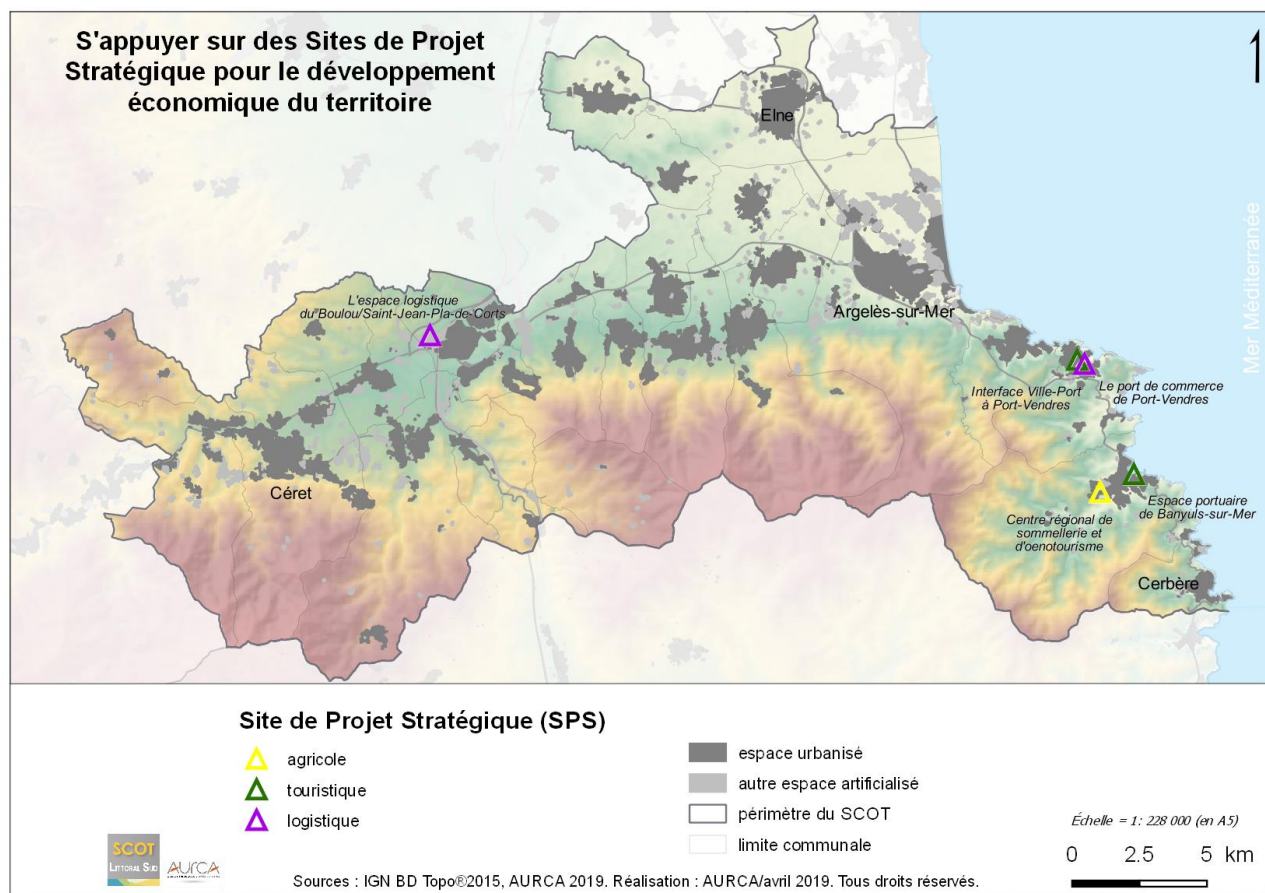 S'appuyer sur des Sites de Projet
Stratégique pour le développement
économique du territoire
Elne
Mer Méditerranée
L'espace logistique
du Boulou/Saint-Jean-Pla-de-Corts
Argelès-sur-Mer
Interface Ville-Port
à Port-Vendres
Le port de commerce
de Port-Vendres
Céret
Espace portuaire
de Banyuls-sur-Mer
Centre régional de
sommellerie et
d'oenotourisme
Cerbère
Site de Projet Stratégique (SPS)
agricole
touristique
logistique
espace urbanisé
autre espace artificialisé
périmètre du SCOT
limite communale
Échelle = 1: 228 000 (en A5)
0 2.5 5 km
SCOT
LITTORAL SUD
AURCA
Sources : IGN BD Topo®2015, AURCA 2019. Réalisation : AURCA/avril 2019. Tous droits réservés.